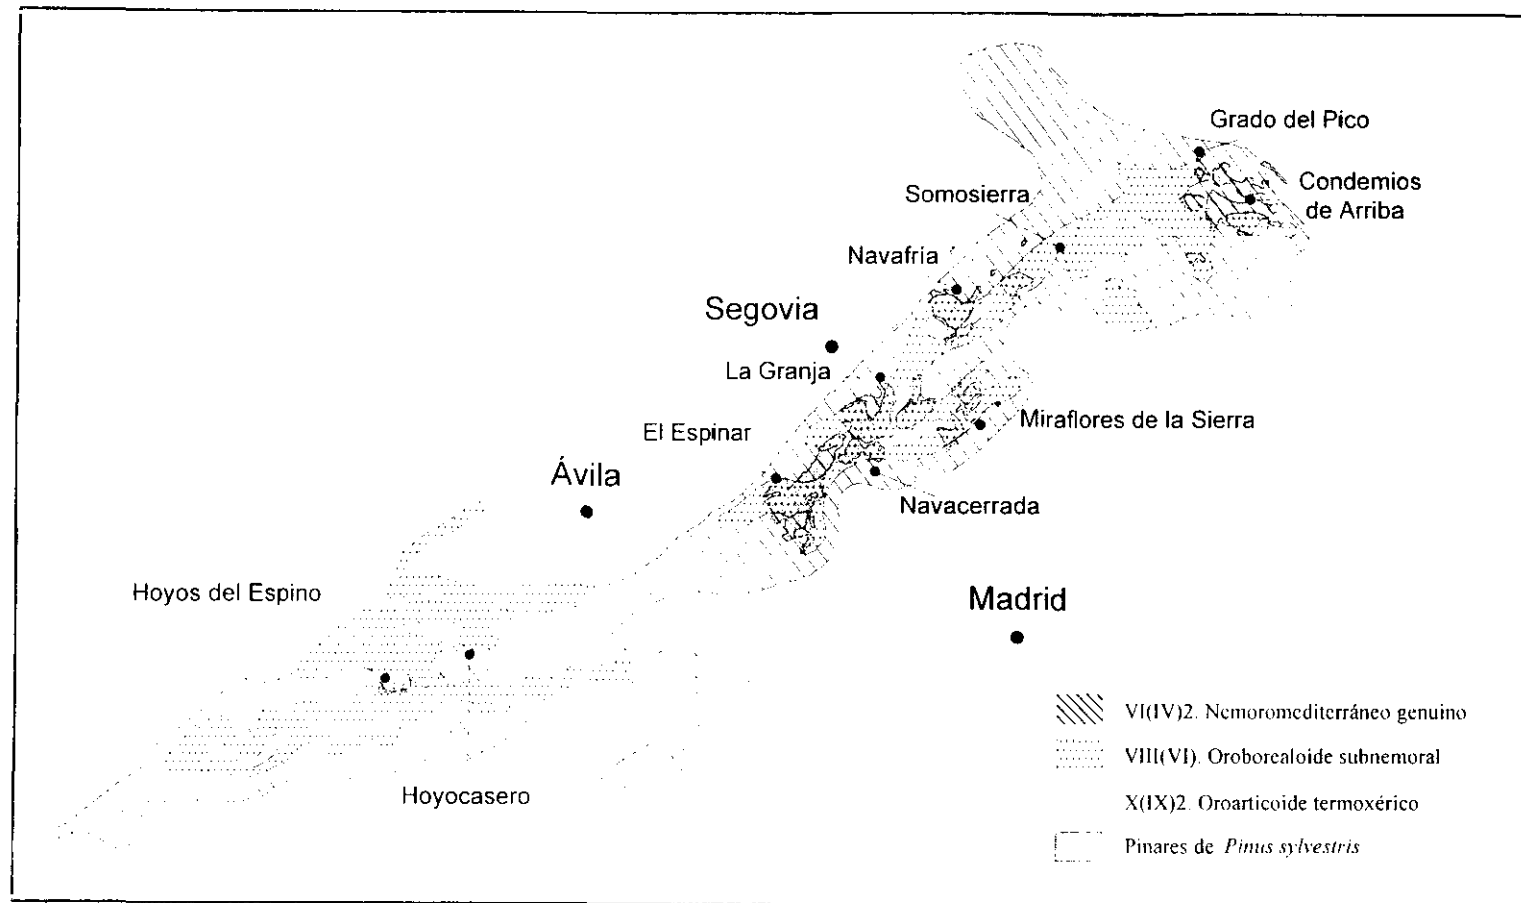 Grado del Pico
Condemios
de Arriba
Somosierra
Navafría
Segovia
La Granja
El Espinar
Miraflores de la Sierra
Ávila
Navacerrada
Hoyos del Espino
Madrid
Hoyocasero
VI(IV)2. Nemoromediterráneo genuino
VIII(VI). Oroborealoide subnemoral
X(IX)2. Oroarticoide termoxérico
Pinares de Pinus sylvestris